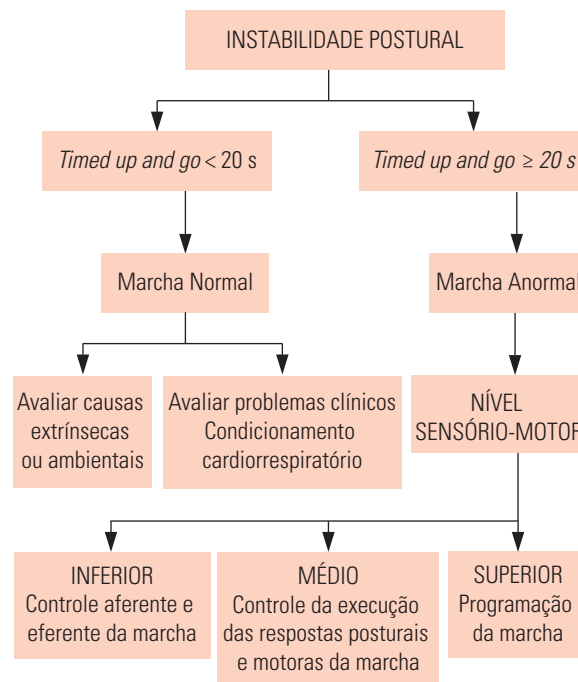 INSTABILIDADE POSTURAL
Timed up and go < 20 s
Timed up and go ≥ 20 s
Marcha Normal
Marcha Anormal
Avaliar causas
extrínsecas
ou ambientais
Avaliar problemas clínicos
Condicionamento
cardiorrespiratório
NÍVEL
SENSÓRIO-MOTOR
INFERIOR
Controle aferente e
eferente da marcha
MÉDIO
Controle da execução
das respostas posturais
e motoras da marcha
SUPERIOR
Programação
da marcha